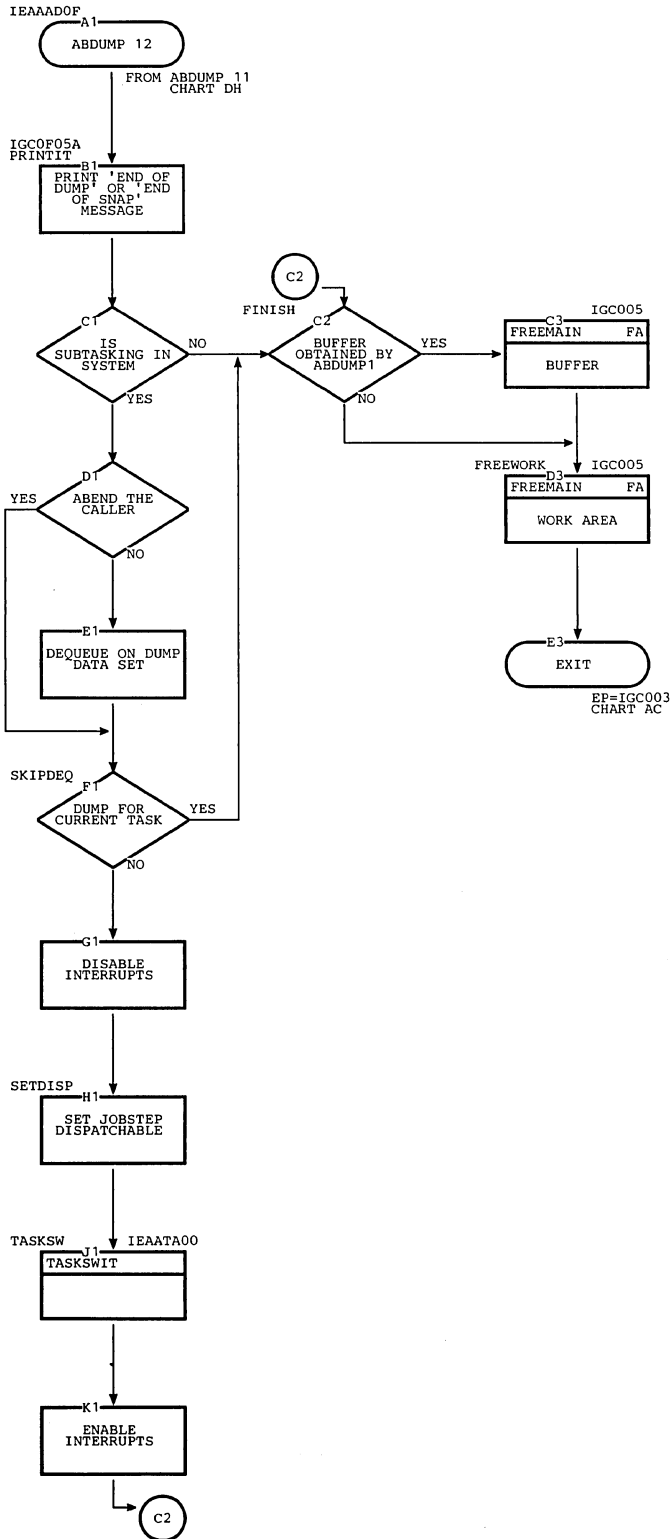 IEAAAD0F
A1
ABDUMP 12
FROM ABDUMP 11
CHART DH
IGC0F05A
PRINTIT
B1
PRINT 'END OF
DUMP' OR 'END
OF SNAP'
MESSAGE
C2
FINISH
C1
IS
SUBTASKING IN
SYSTEM
NO
YES
C2
BUFFER
OBTAINED BY
ABDUMP1
YES
NO
IGC005
C3
FREEMAIN FA
BUFFER
D1
ABEND THE
CALLER
YES
NO
FREEWORK IGC005
D3
FREEMAIN FA
WORK AREA
E1
DEQUEUE ON DUMP
DATA SET
E3
EXIT
EP=IGC003
CHART AC
SKIPDEQ
F1
DUMP FOR
CURRENT TASK
YES
NO
G1
DISABLE
INTERRUPTS
SETDISP
H1
SET JOBSTEP
DISPATCHABLE
TASKSW IEAATA00
J1
TASKSWIT
K1
ENABLE
INTERRUPTS
C2